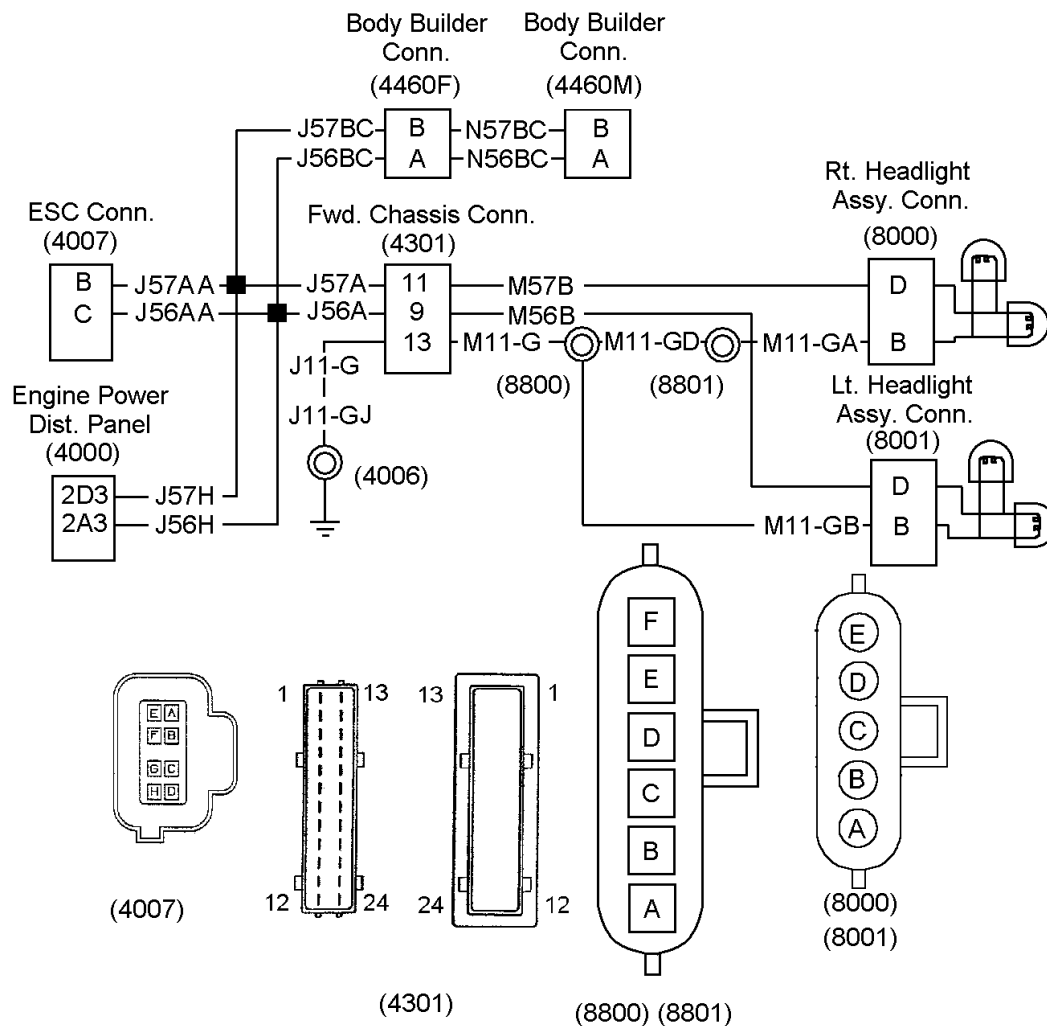 Body Builder Conn. (4460F)
Body Builder Conn. (4460M)
J57BC B N57BC B
J56BC A N56BC A
Rt. Headlight Assy. Conn. (8000)
ESC Conn. (4007)
Fwd. Chassis Conn. (4301)
B J57AA J57A 11 M57B D
C J56AA J56A 9 M56B
J11-G 13 M11-G M11-GD M11-GA B
(8800) (8801)
J11-GJ
Engine Power Dist. Panel (4000)
Lt. Headlight Assy. Conn. (8001)
(4006)
2D3 J57H D
2A3 J56H M11-GB B
F
E
D
C
B
A
E
D
C
B
A
E A
F B
G C
H D
1 13
12 24
13 1
24 12
(4007)
(4301)
(8800) (8801)
(8000)
(8001)